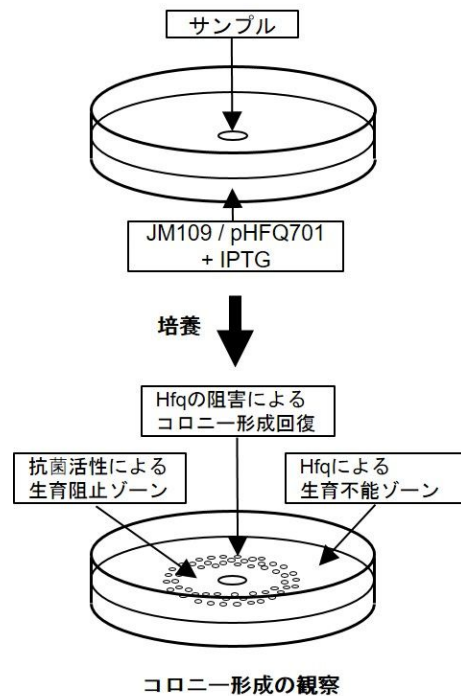 サンプル
JM109 / pHFQ701
+ IPTG
培養
Hfqの阻害による
コロニー形成回復
抗菌活性による
生育阻止ゾーン
Hfqによる
生育不能ゾーン
コロニー形成の観察